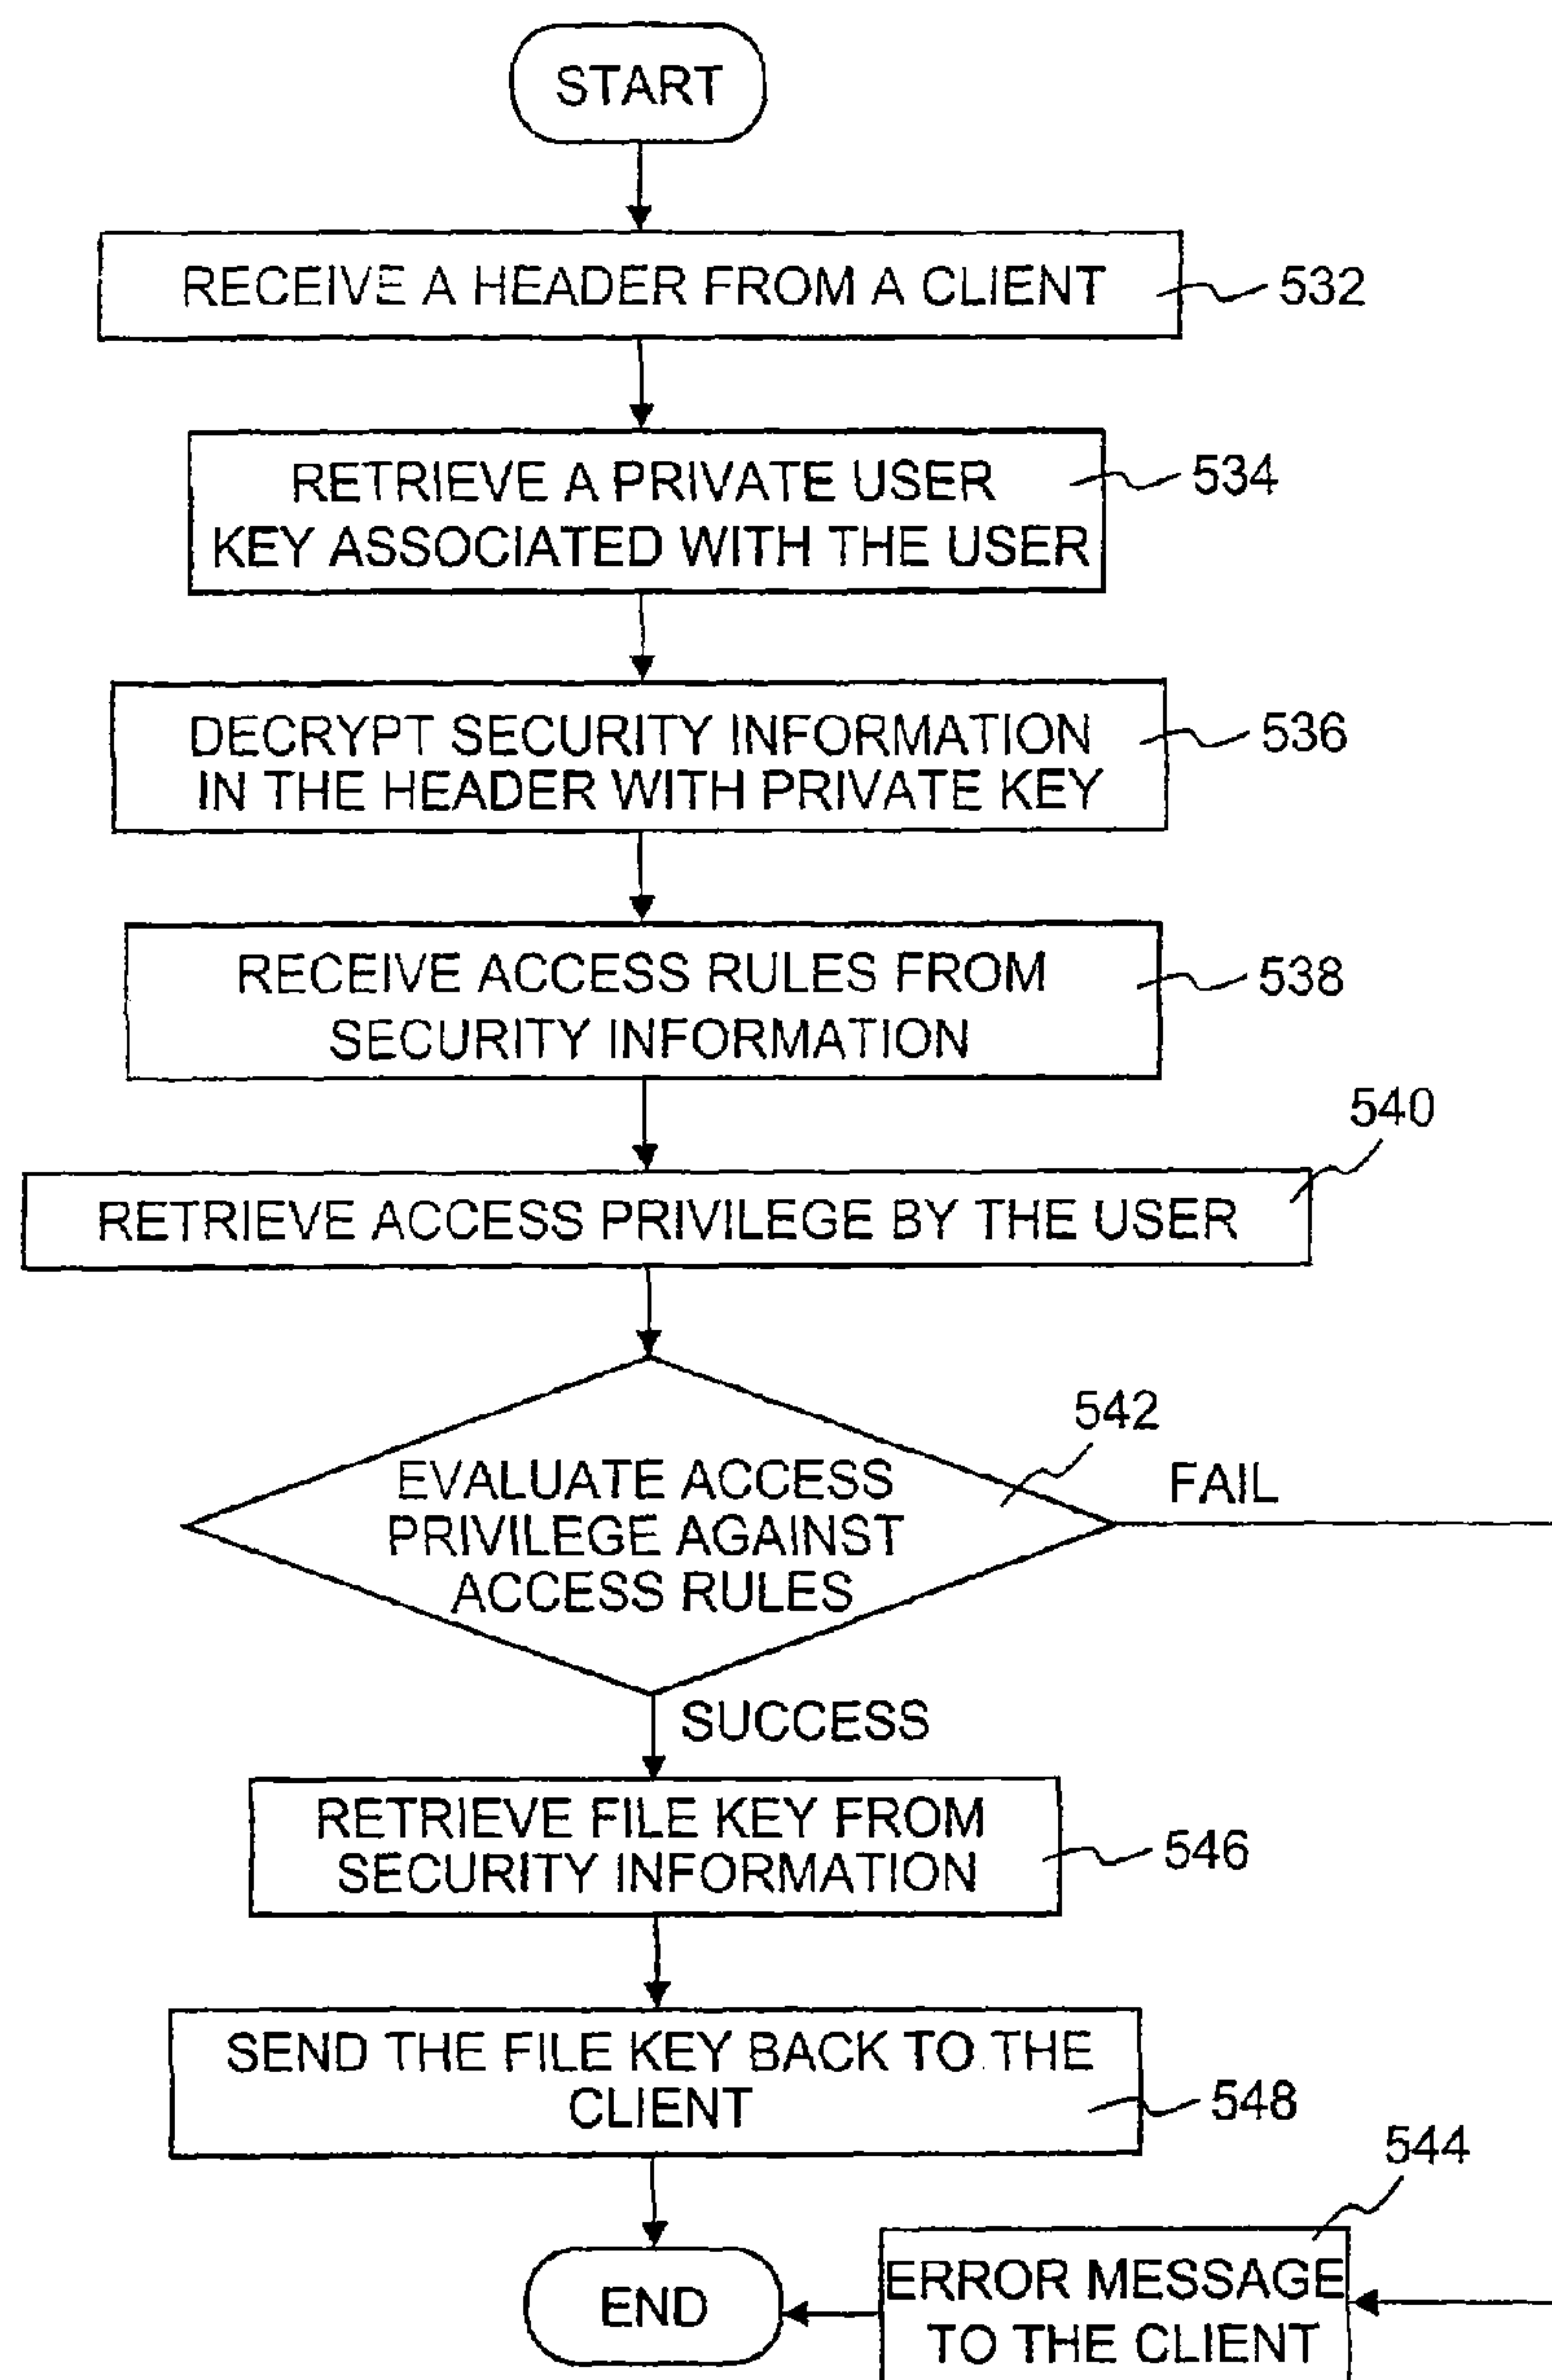 START
RECEIVE A HEADER FROM A CLIENT
532
RETRIEVE A PRIVATE USER
KEY ASSOCIATED WITH THE USER
534
DECRYPT SECURITY INFORMATION
IN THE HEADER WITH PRIVATE KEY
536
RECEIVE ACCESS RULES FROM
SECURITY INFORMATION
538
540
RETRIEVE ACCESS PRIVILEGE BY THE USER
542
EVALUATE ACCESS
PRIVILEGE AGAINST
ACCESS RULES
FAIL
SUCCESS
RETRIEVE FILE KEY FROM
SECURITY INFORMATION
546
SEND THE FILE KEY BACK TO THE
CLIENT
548
544
ERROR MESSAGE
TO THE CLIENT
END